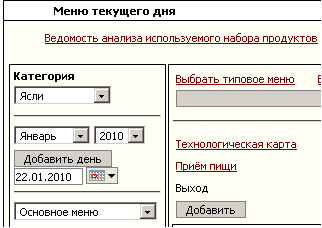 Меню текущего дня
Ведомость анализа используемого набора продуктов
Категория
Ясли
Январь 2010
Добавить день
22.01.2010
Основное меню
Выбрать типовое меню
Технологическая карта
Приём пищи
Выход
Добавить